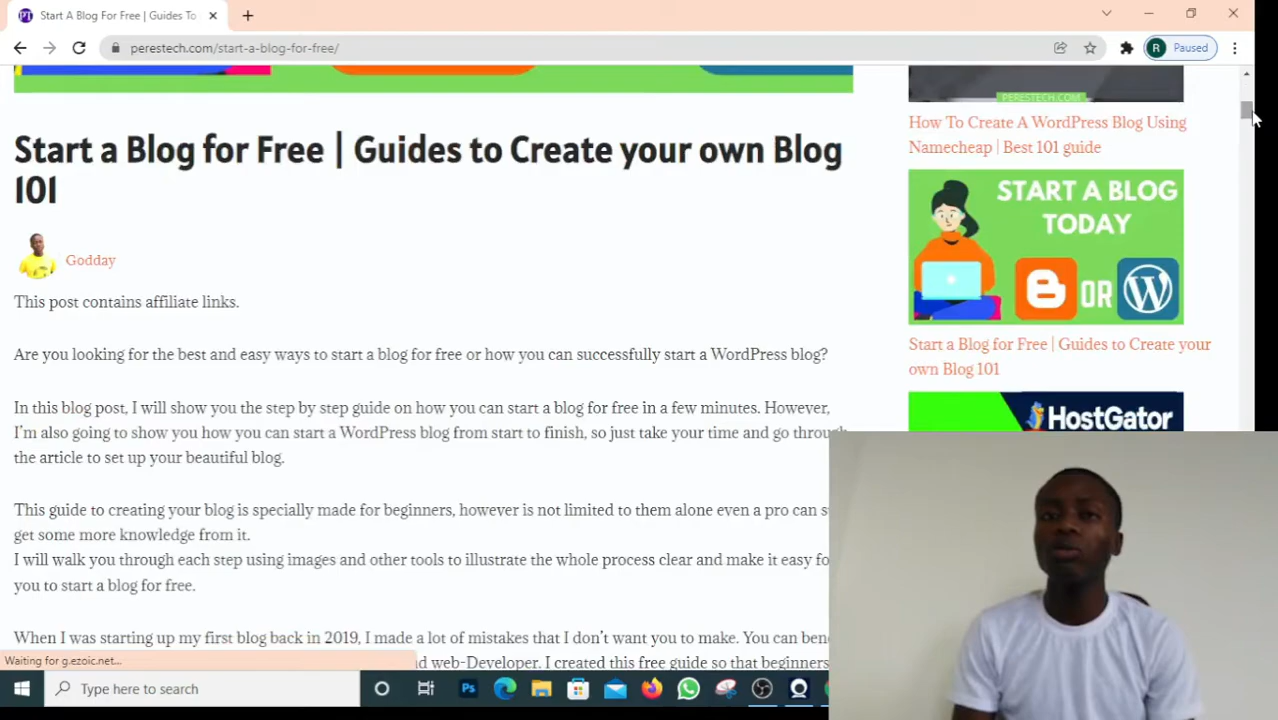 Start A Blog For Free | Guides To
perestech.com/start-a-blog-for-free/
R Paused
PERESTECH.COM
Start a Blog for Free | Guides to Create your own Blog
101
Godday
This post contains affiliate links.
Are you looking for the best and easy ways to start a blog for free or how you can successfully start a WordPress blog?
In this blog post, I will show you the step by step guide on how you can start a blog for free in a few minutes. However,
I'm also going to show you how you can start a WordPress blog from start to finish, so just take your time and go through
the article to set up your beautiful blog.
This guide to creating your blog is specially made for beginners, however is not limited to them alone even a pro can
get some more knowledge from it.
I will walk you through each step using images and other tools to illustrate the whole process clear and make it easy
you to start a blog for free.
When I was starting up my first blog back in 2019, I made a lot of mistakes that I don't want you to make. You can
web-Developer. I created this free guide so that beginners
How To Create A WordPress Blog Using
Namecheap | Best 101 guide
START A BLOG
TODAY
OR
Start a Blog for Free | Guides to Create your
own Blog 101
HostGator
Waiting for g.ezoic.net...
Type here to search
Ps